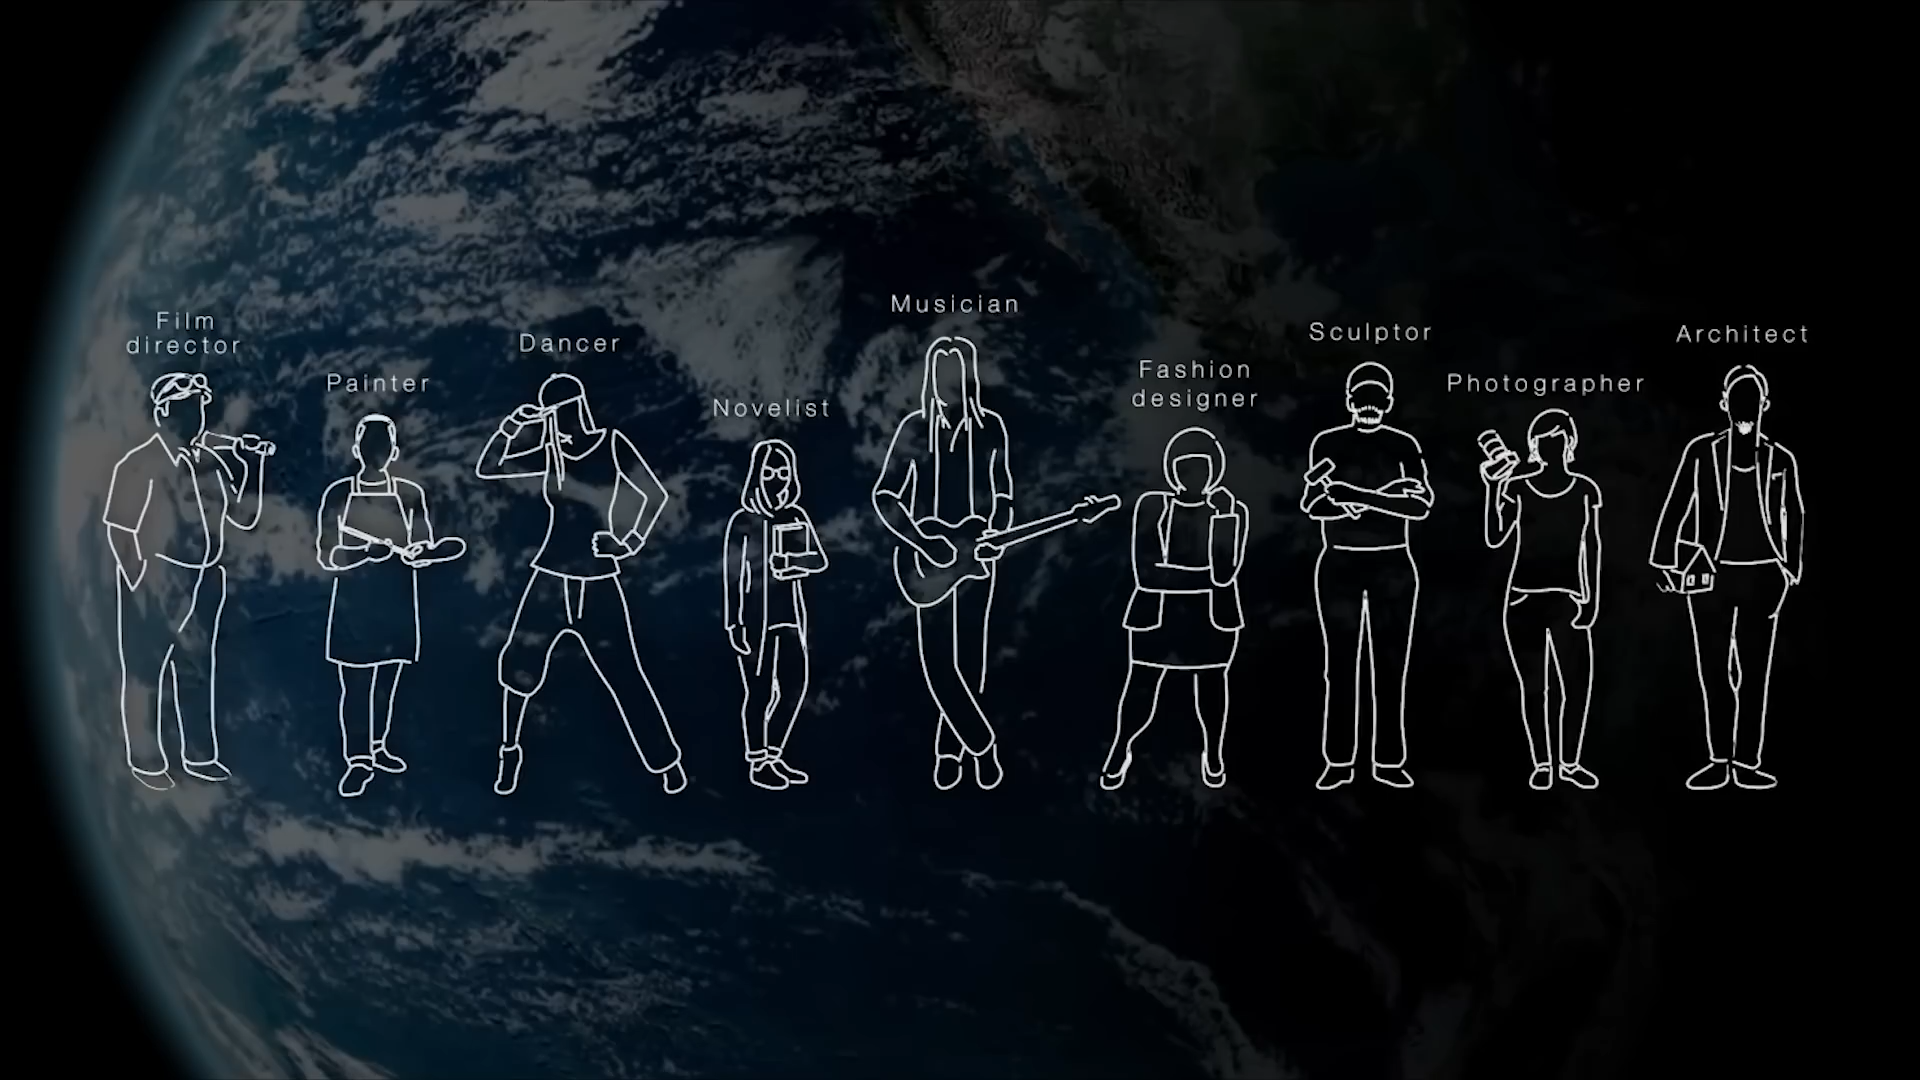 Film
director
Painter
Dancer
Novelist
Musician
Fashion
designer
Sculptor
Photographer
Architect